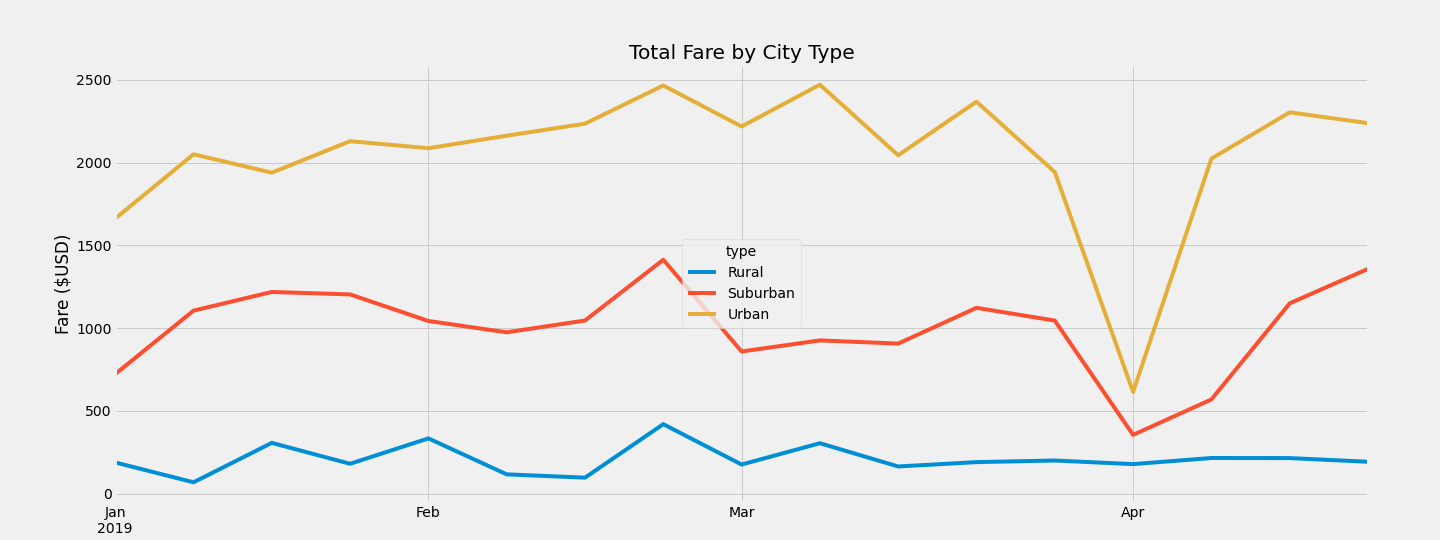 Total Fare by City Type
Fare ($USD)
2500
2000
1500
1000
500
0
type
Rural
Suburban
Urban
Jan Feb Mar Apr
2019